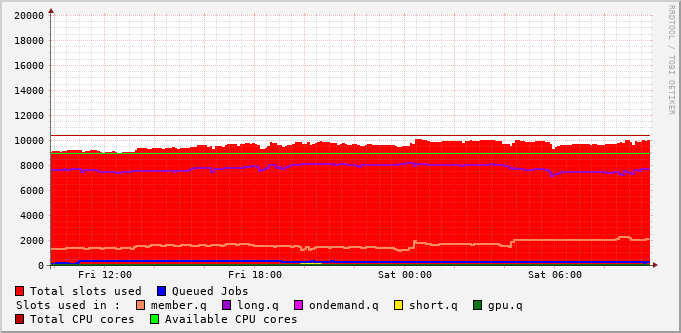 RRDTOOL / TOBI OETIKER
20000
18000
16000
14000
12000
10000
8000
6000
4000
2000
0
Fri 12:00 Fri 18:00 Sat 00:00 Sat 06:00
Total slots used Queued Jobs
Slots used in : member.q long.q ondemand.q short.q gpu.q
Total CPU cores Available CPU cores